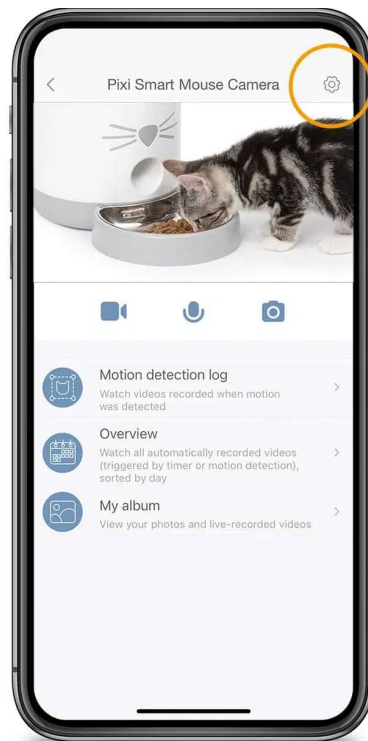 Pixi Smart Mouse Camera
Motion detection log
Watch videos recorded when motion
was detected
Overview
Watch all automatically recorded videos
(triggered by timer or motion detection),
sorted by day
My album
View your photos and live-recorded videos